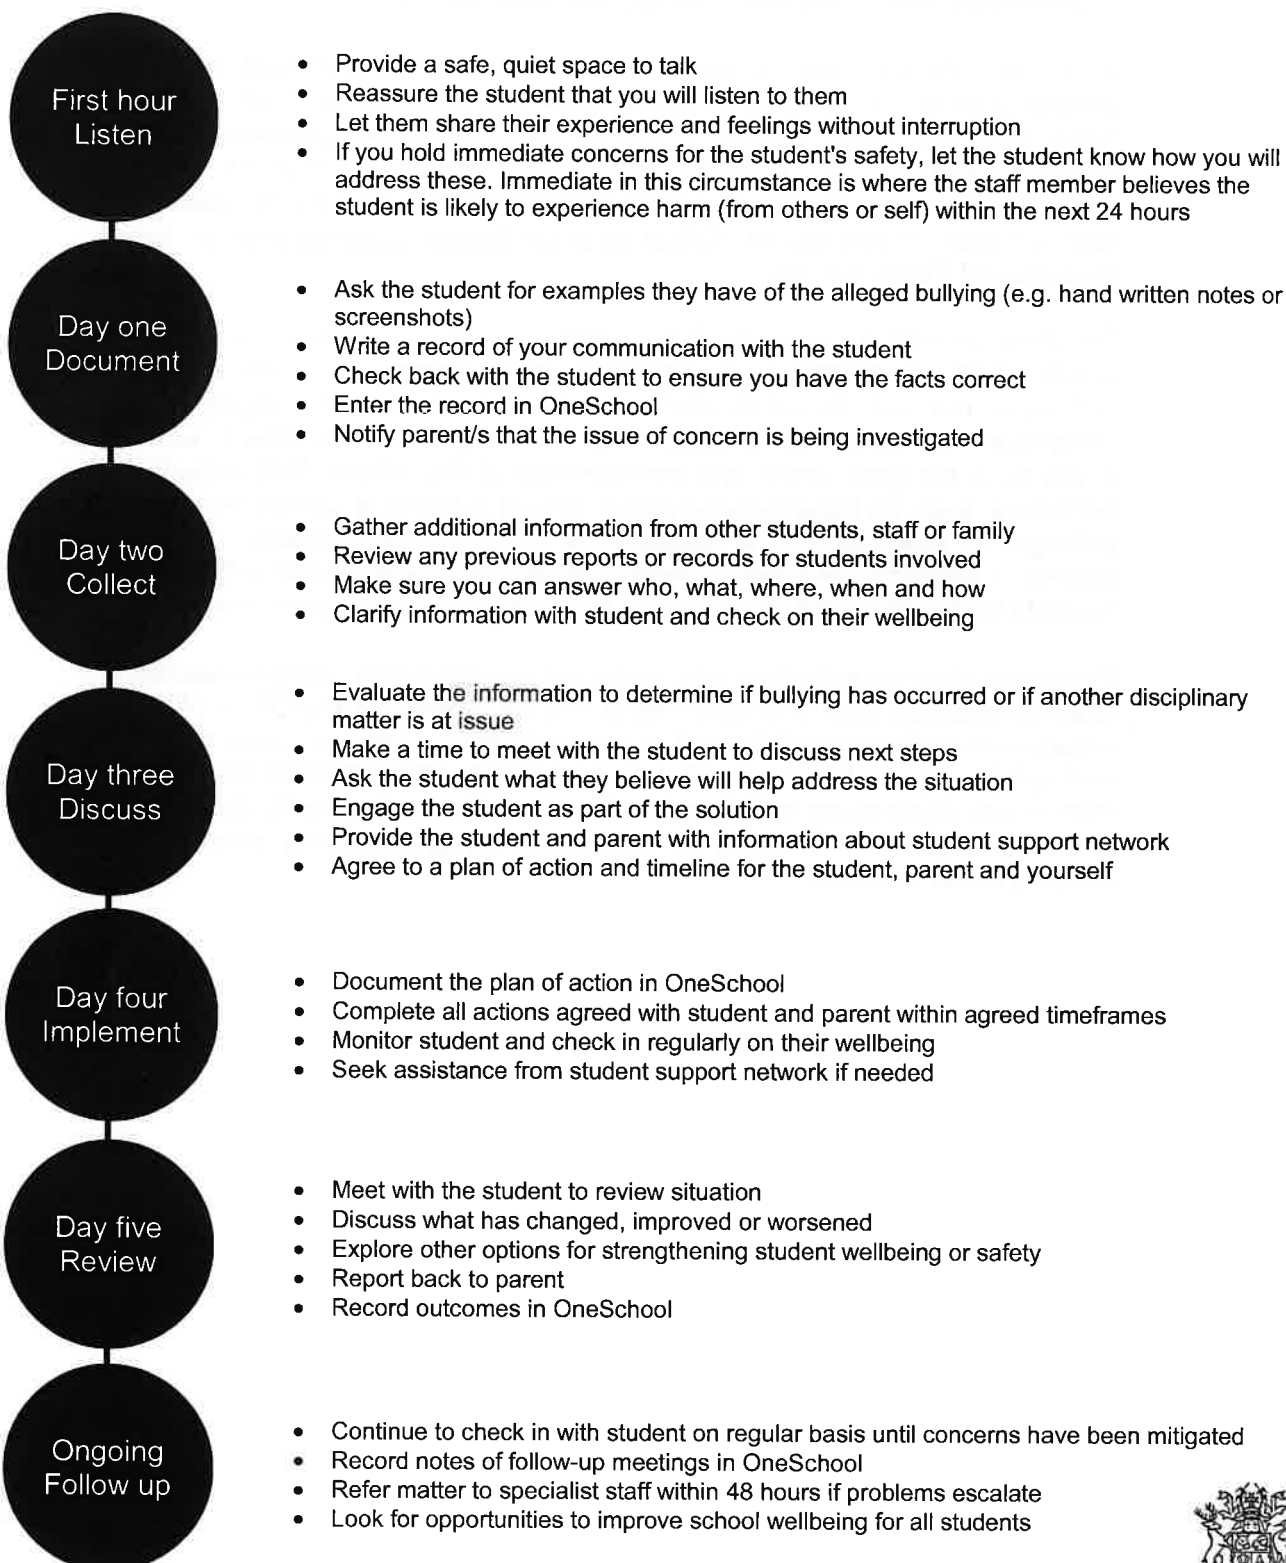 First hour
Listen
• Provide a safe, quiet space to talk
• Reassure the student that you will listen to them
• Let them share their experience and feelings without interruption
• If you hold immediate concerns for the student's safety, let the student know how you will
address these. Immediate in this circumstance is where the staff member believes the
student is likely to experience harm (from others or self) within the next 24 hours
Day one
Document
• Ask the student for examples they have of the alleged bullying (e.g. hand written notes or
screenshots)
• Write a record of your communication with the student
• Check back with the student to ensure you have the facts correct
• Enter the record in OneSchool
• Notify parent/s that the issue of concern is being investigated
Day two
Collect
• Gather additional information from other students, staff or family
• Review any previous reports or records for students involved
• Make sure you can answer who, what, where, when and how
• Clarify information with student and check on their wellbeing
Day three
Discuss
• Evaluate the information to determine if bullying has occurred or if another disciplinary
matter is at issue
• Make a time to meet with the student to discuss next steps
• Ask the student what they believe will help address the situation
• Engage the student as part of the solution
• Provide the student and parent with information about student support network
• Agree to a plan of action and timeline for the student, parent and yourself
Day four
Implement
• Document the plan of action in OneSchool
• Complete all actions agreed with student and parent within agreed timeframes
• Monitor student and check in regularly on their wellbeing
• Seek assistance from student support network if needed
Day five
Review
• Meet with the student to review situation
• Discuss what has changed, improved or worsened
• Explore other options for strengthening student wellbeing or safety
• Report back to parent
• Record outcomes in OneSchool
Ongoing
Follow up
• Continue to check in with student on regular basis until concerns have been mitigated
• Record notes of follow-up meetings in OneSchool
• Refer matter to specialist staff within 48 hours if problems escalate
• Look for opportunities to improve school wellbeing for all students